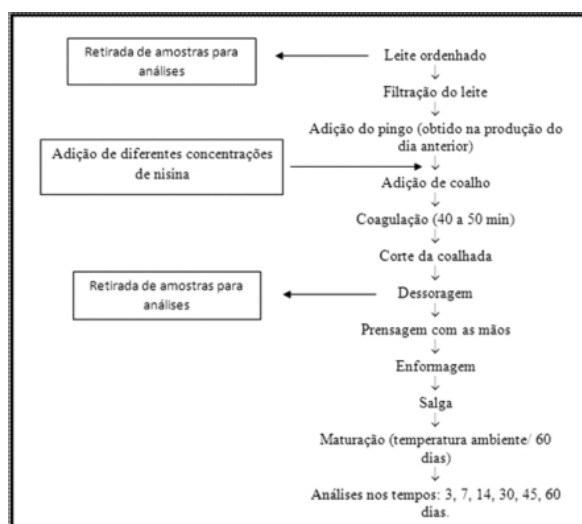 Retirada de amostras para
análises
Leite ordenhado
Filtração do leite
Adição do pingo (obtido na produção do
dia anterior)
Adição de diferentes concentrações
de nisina
Adição de coalho
Coagulação (40 a 50 min)
Corte da coalhada
Retirada de amostras para
análises
Dessoragem
Prensagem com as mãos
Enformagem
Salga
Maturação (temperatura ambiente/ 60
dias)
Análises nos tempos: 3, 7, 14, 30, 45, 60
dias.